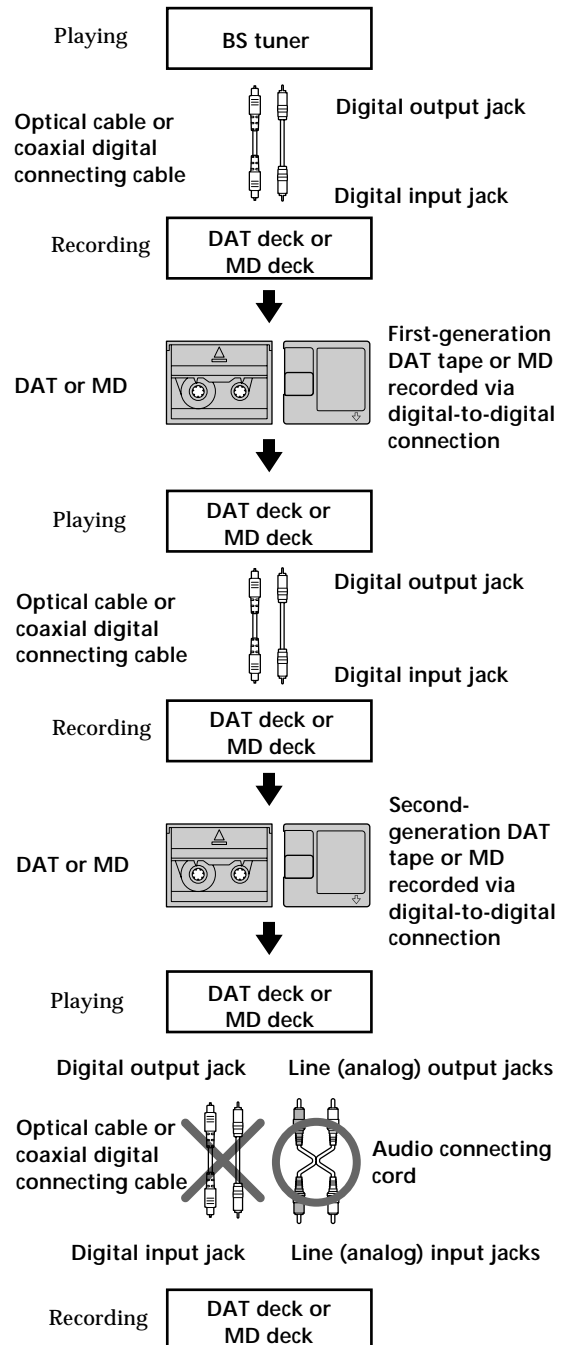 Playing
BS tuner
Optical cable or
coaxial digital
connecting cable
Digital output jack
Digital input jack
Recording
DAT deck or
MD deck
DAT or MD
First-generation
DAT tape or MD
recorded via
digital-to-digital
connection
Playing
DAT deck or
MD deck
Optical cable or
coaxial digital
connecting cable
Digital output jack
Digital input jack
Recording
DAT deck or
MD deck
DAT or MD
Second-
generation DAT
tape or MD
recorded via
digital-to-digital
connection
Playing
DAT deck or
MD deck
Digital output jack
Line (analog) output jacks
Optical cable or
coaxial digital
connecting cable
Audio connecting
cord
Digital input jack
Line (analog) input jacks
Recording
DAT deck or
MD deck